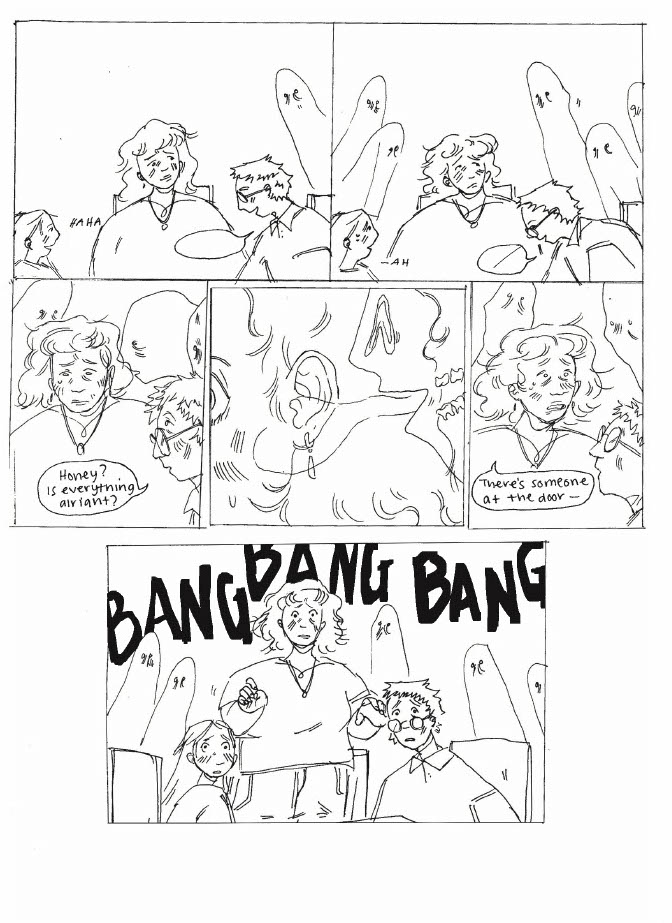 HAHA
—AH
Honey?
Is everything
alright?
There's someone
at the door —
BANG BANG BANG